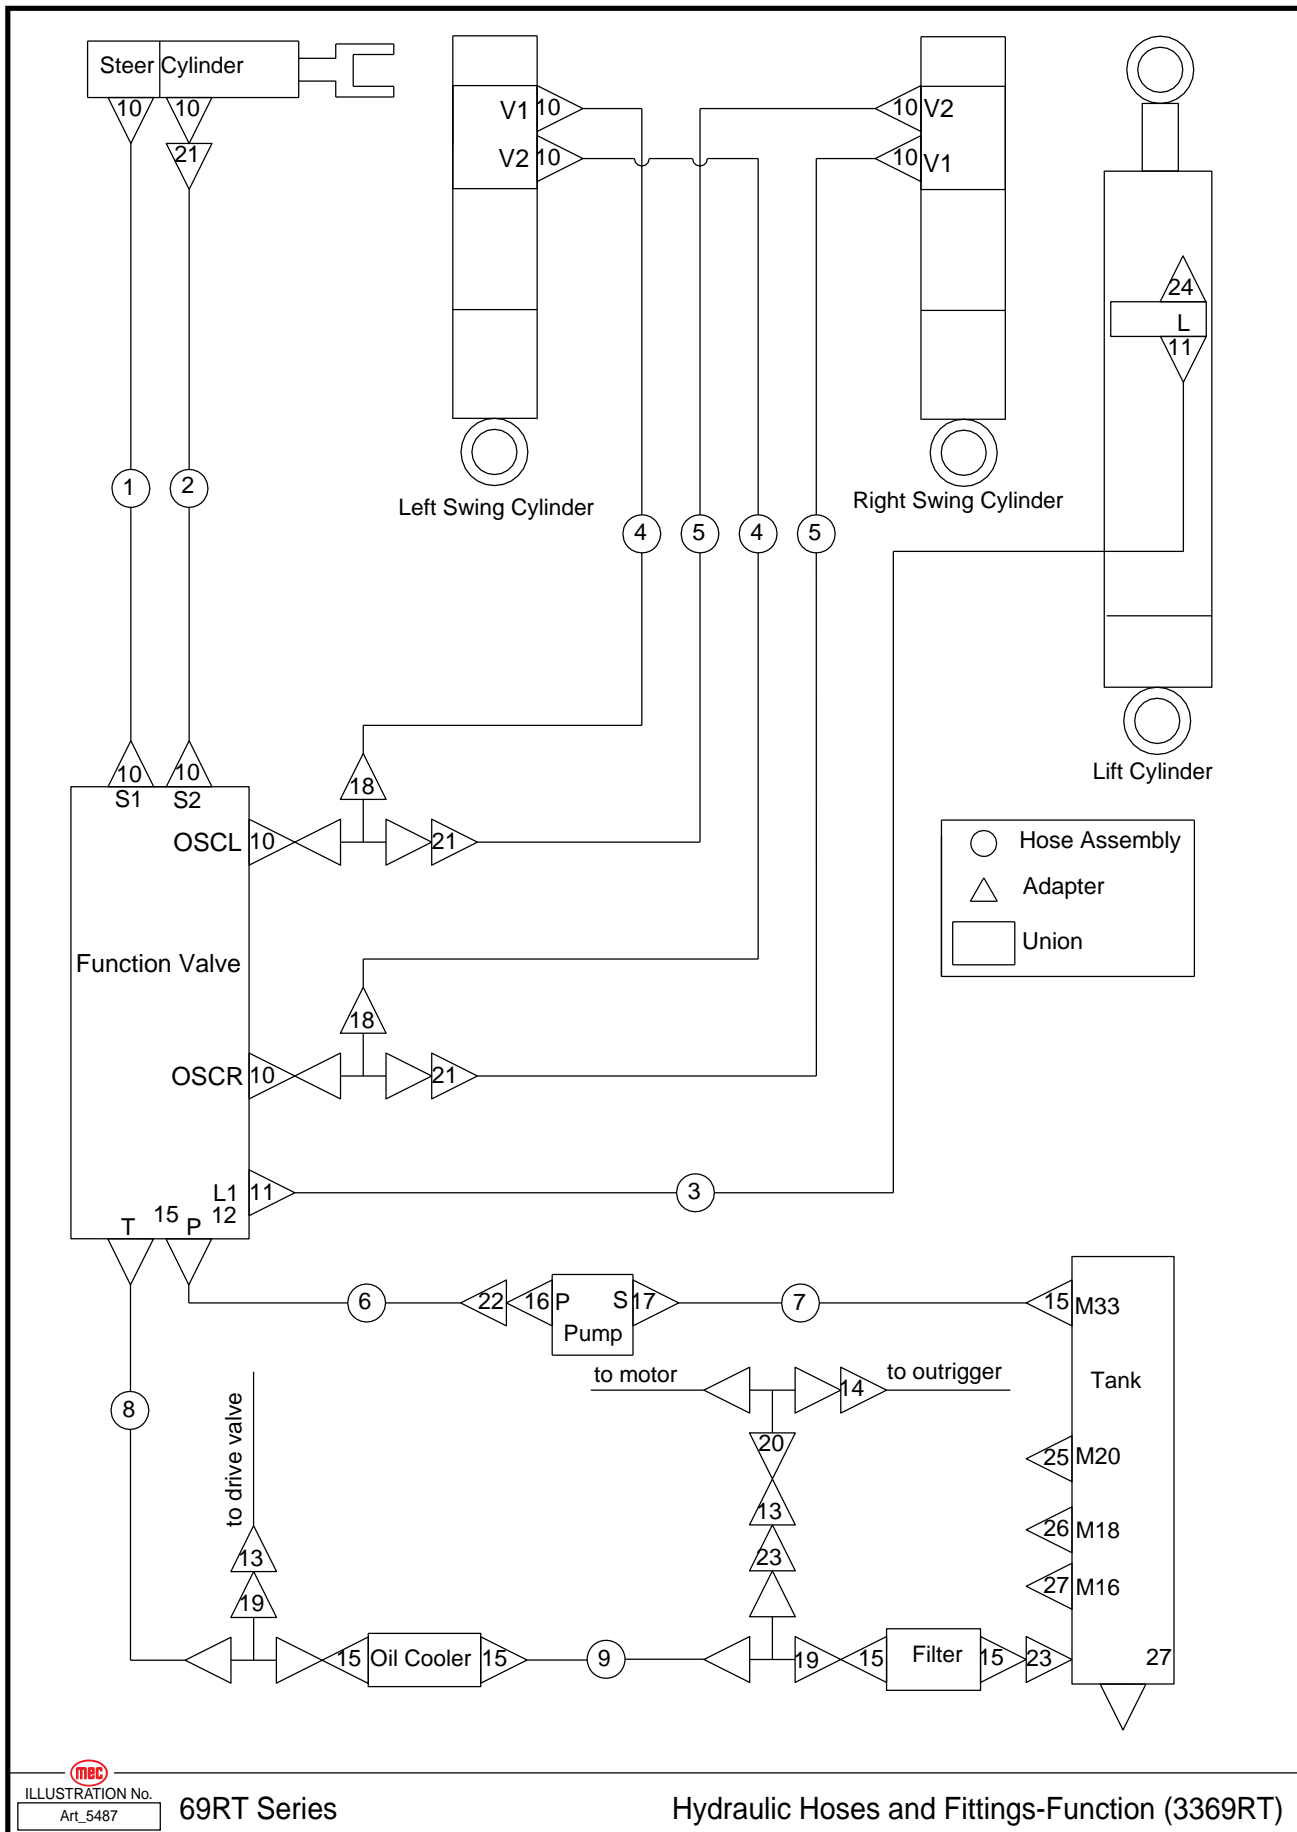 Steer Cylinder
10
10
21
V1
10
V2
10
10
V2
10
V1
24
L
11
1
2
Left Swing Cylinder
Right Swing Cylinder
4
5
4
5
Lift Cylinder
10
10
S1
S2
18
OSCL
10
21
Hose Assembly
Adapter
Union
Function Valve
18
OSCR
10
21
L1
11
12
3
15
T
P
6
22
16
P
S
17
Pump
7
15
M33
to motor
14
to outrigger
Tank
8
20
25
M20
to drive valve
13
26
M18
13
23
27
M16
19
15
Oil Cooler
15
9
19
15
Filter
15
23
27
mec
ILLUSTRATION No.
Art_5487
69RT Series
Hydraulic Hoses and Fittings-Function (3369RT)